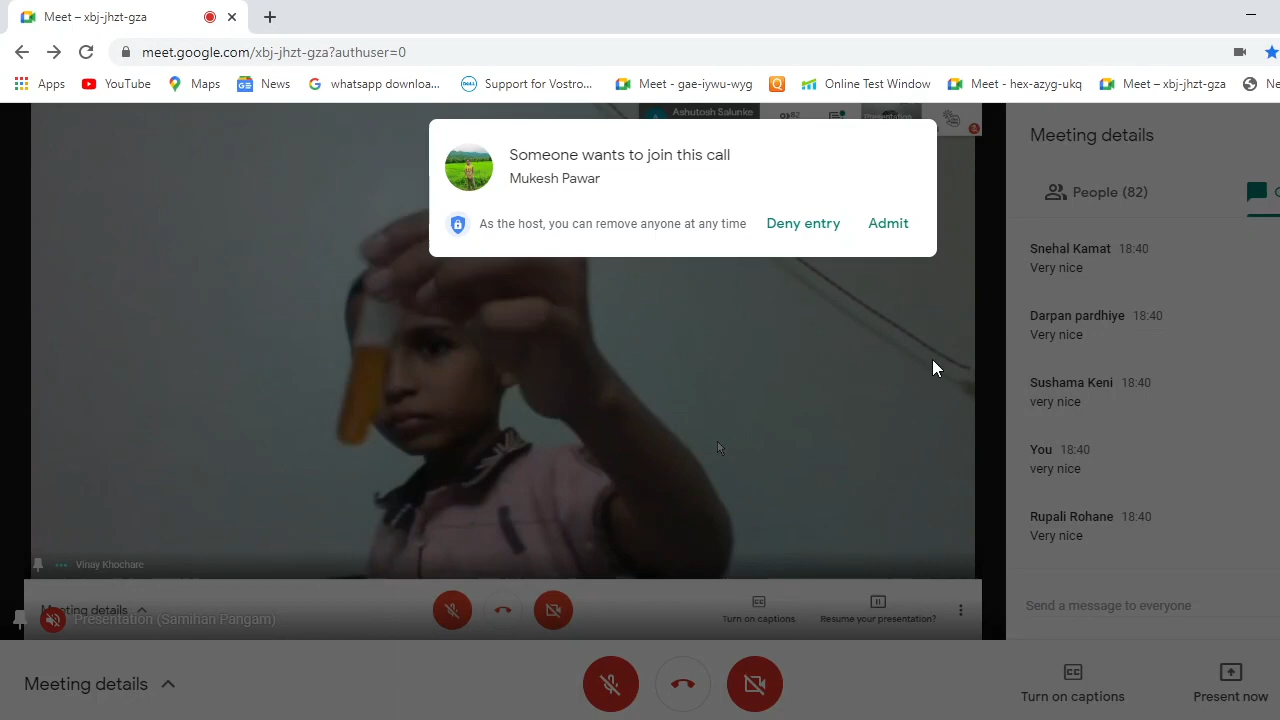 Meet – xbj-jhzt-gza
meet.google.com/xbj-jhzt-gza?authuser=0
Apps
YouTube
Maps
News
whatsapp downloa...
Support for Vostro...
Meet - gae-iywu-wyg
Online Test Window
Meet - hex-azyg-ukq
Meet – xbj-jhzt-gza
Ne
Ashutosh Salunke
82
Presentation
Someone wants to join this call
Mukesh Pawar
As the host, you can remove anyone at any time
Deny entry
Admit
Meeting details
People (82)
Snehal Kamat 18:40
Very nice
Darpan pardhiye 18:40
Very nice
Sushama Keni 18:40
very nice
You 18:40
very nice
Rupali Rohane 18:40
Very nice
Send a message to everyone
Vinay Khochare
Meeting details
Presentation (Samihan Pangam)
Turn on captions
Resume your presentation?
Meeting details
Turn on captions
Present now